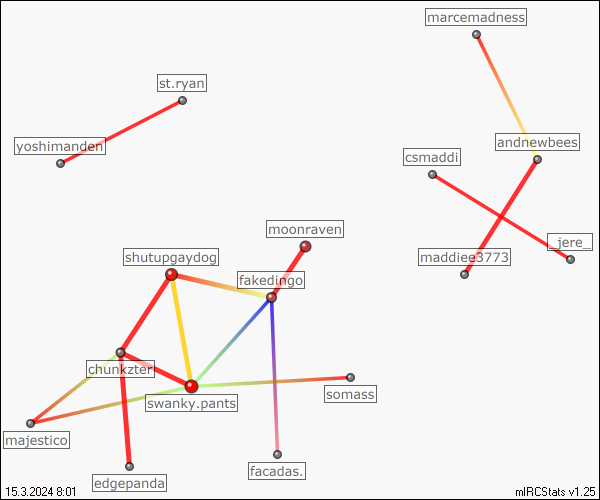 marcemadness
st.ryan
yoshimanden
andnewbees
csmaddi
moonraven
_jere_
shutupgaydog
maddiee3773
fakedingo
chunkzter
somass
swanky.pants
majestico
facadas.
edgepanda
15.3.2024 8:01
mIRCStats v1.25